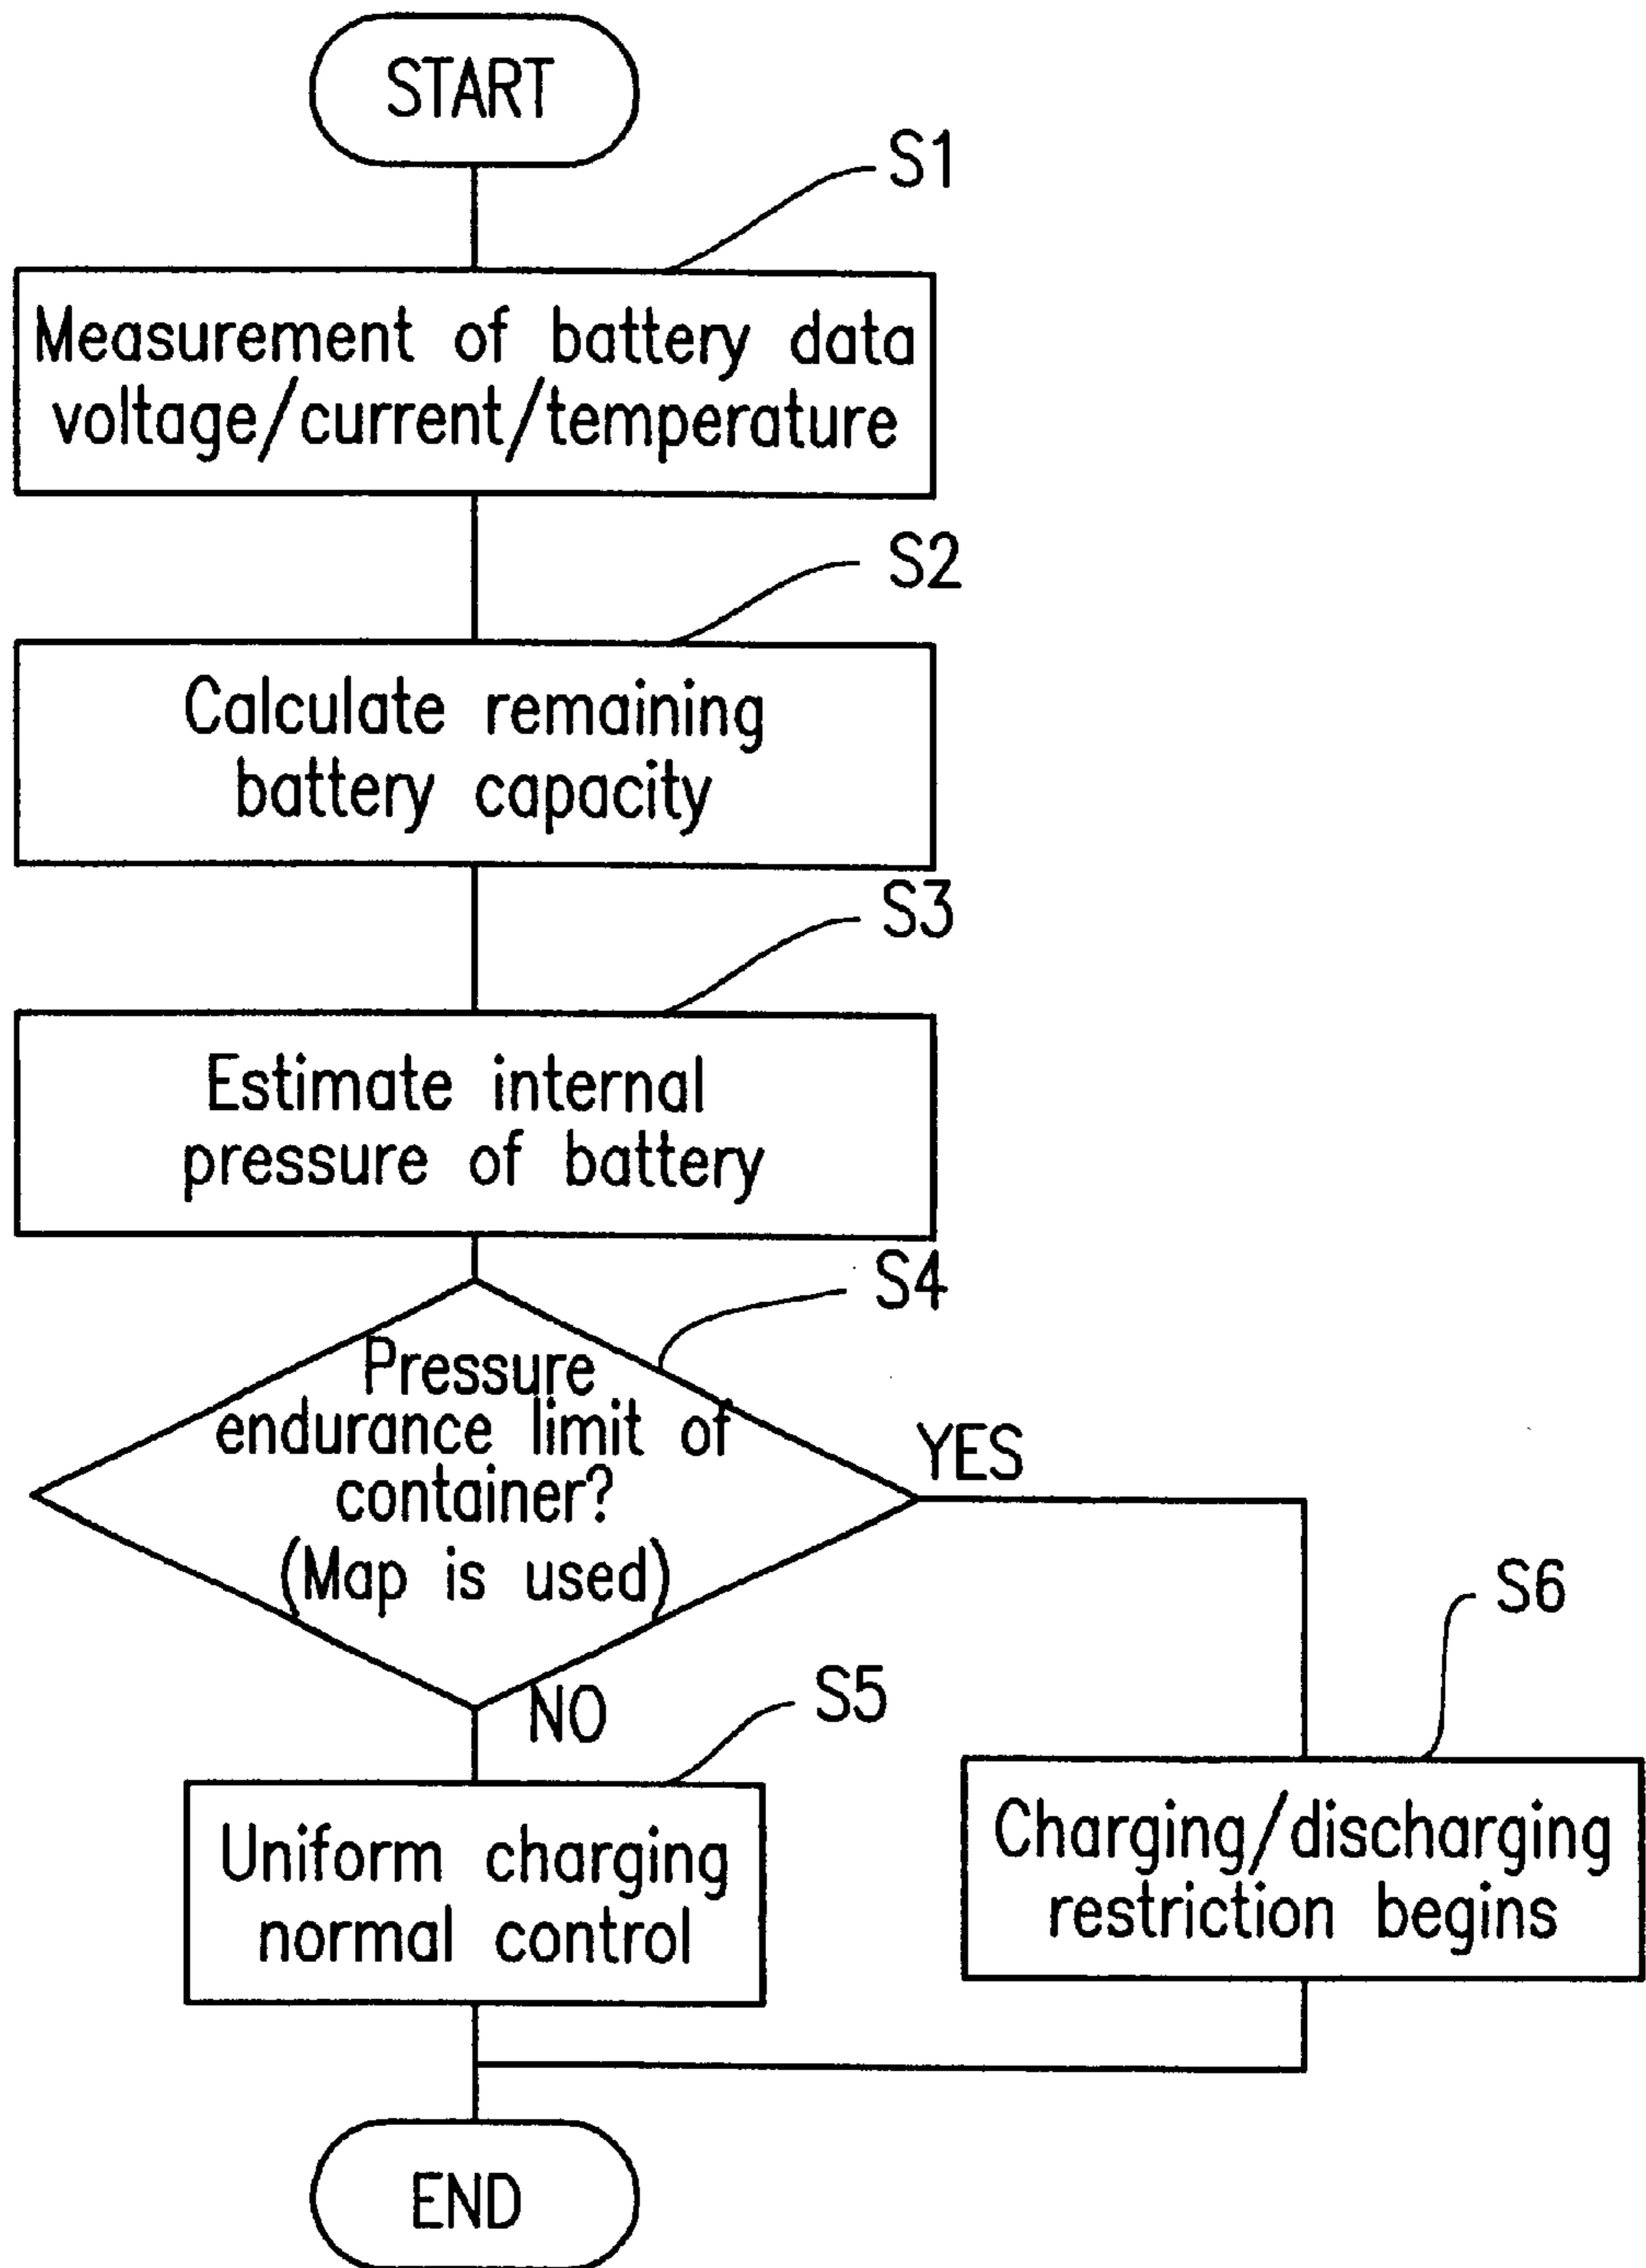 START
S1
Measurement of battery data
voltage/current/temperature
S2
Calculate remaining
battery capacity
S3
Estimate internal
pressure of battery
S4
Pressure
endurance limit of
container?
(Map is used)
YES
NO
S5
Uniform charging
normal control
S6
Charging/discharging
restriction begins
END